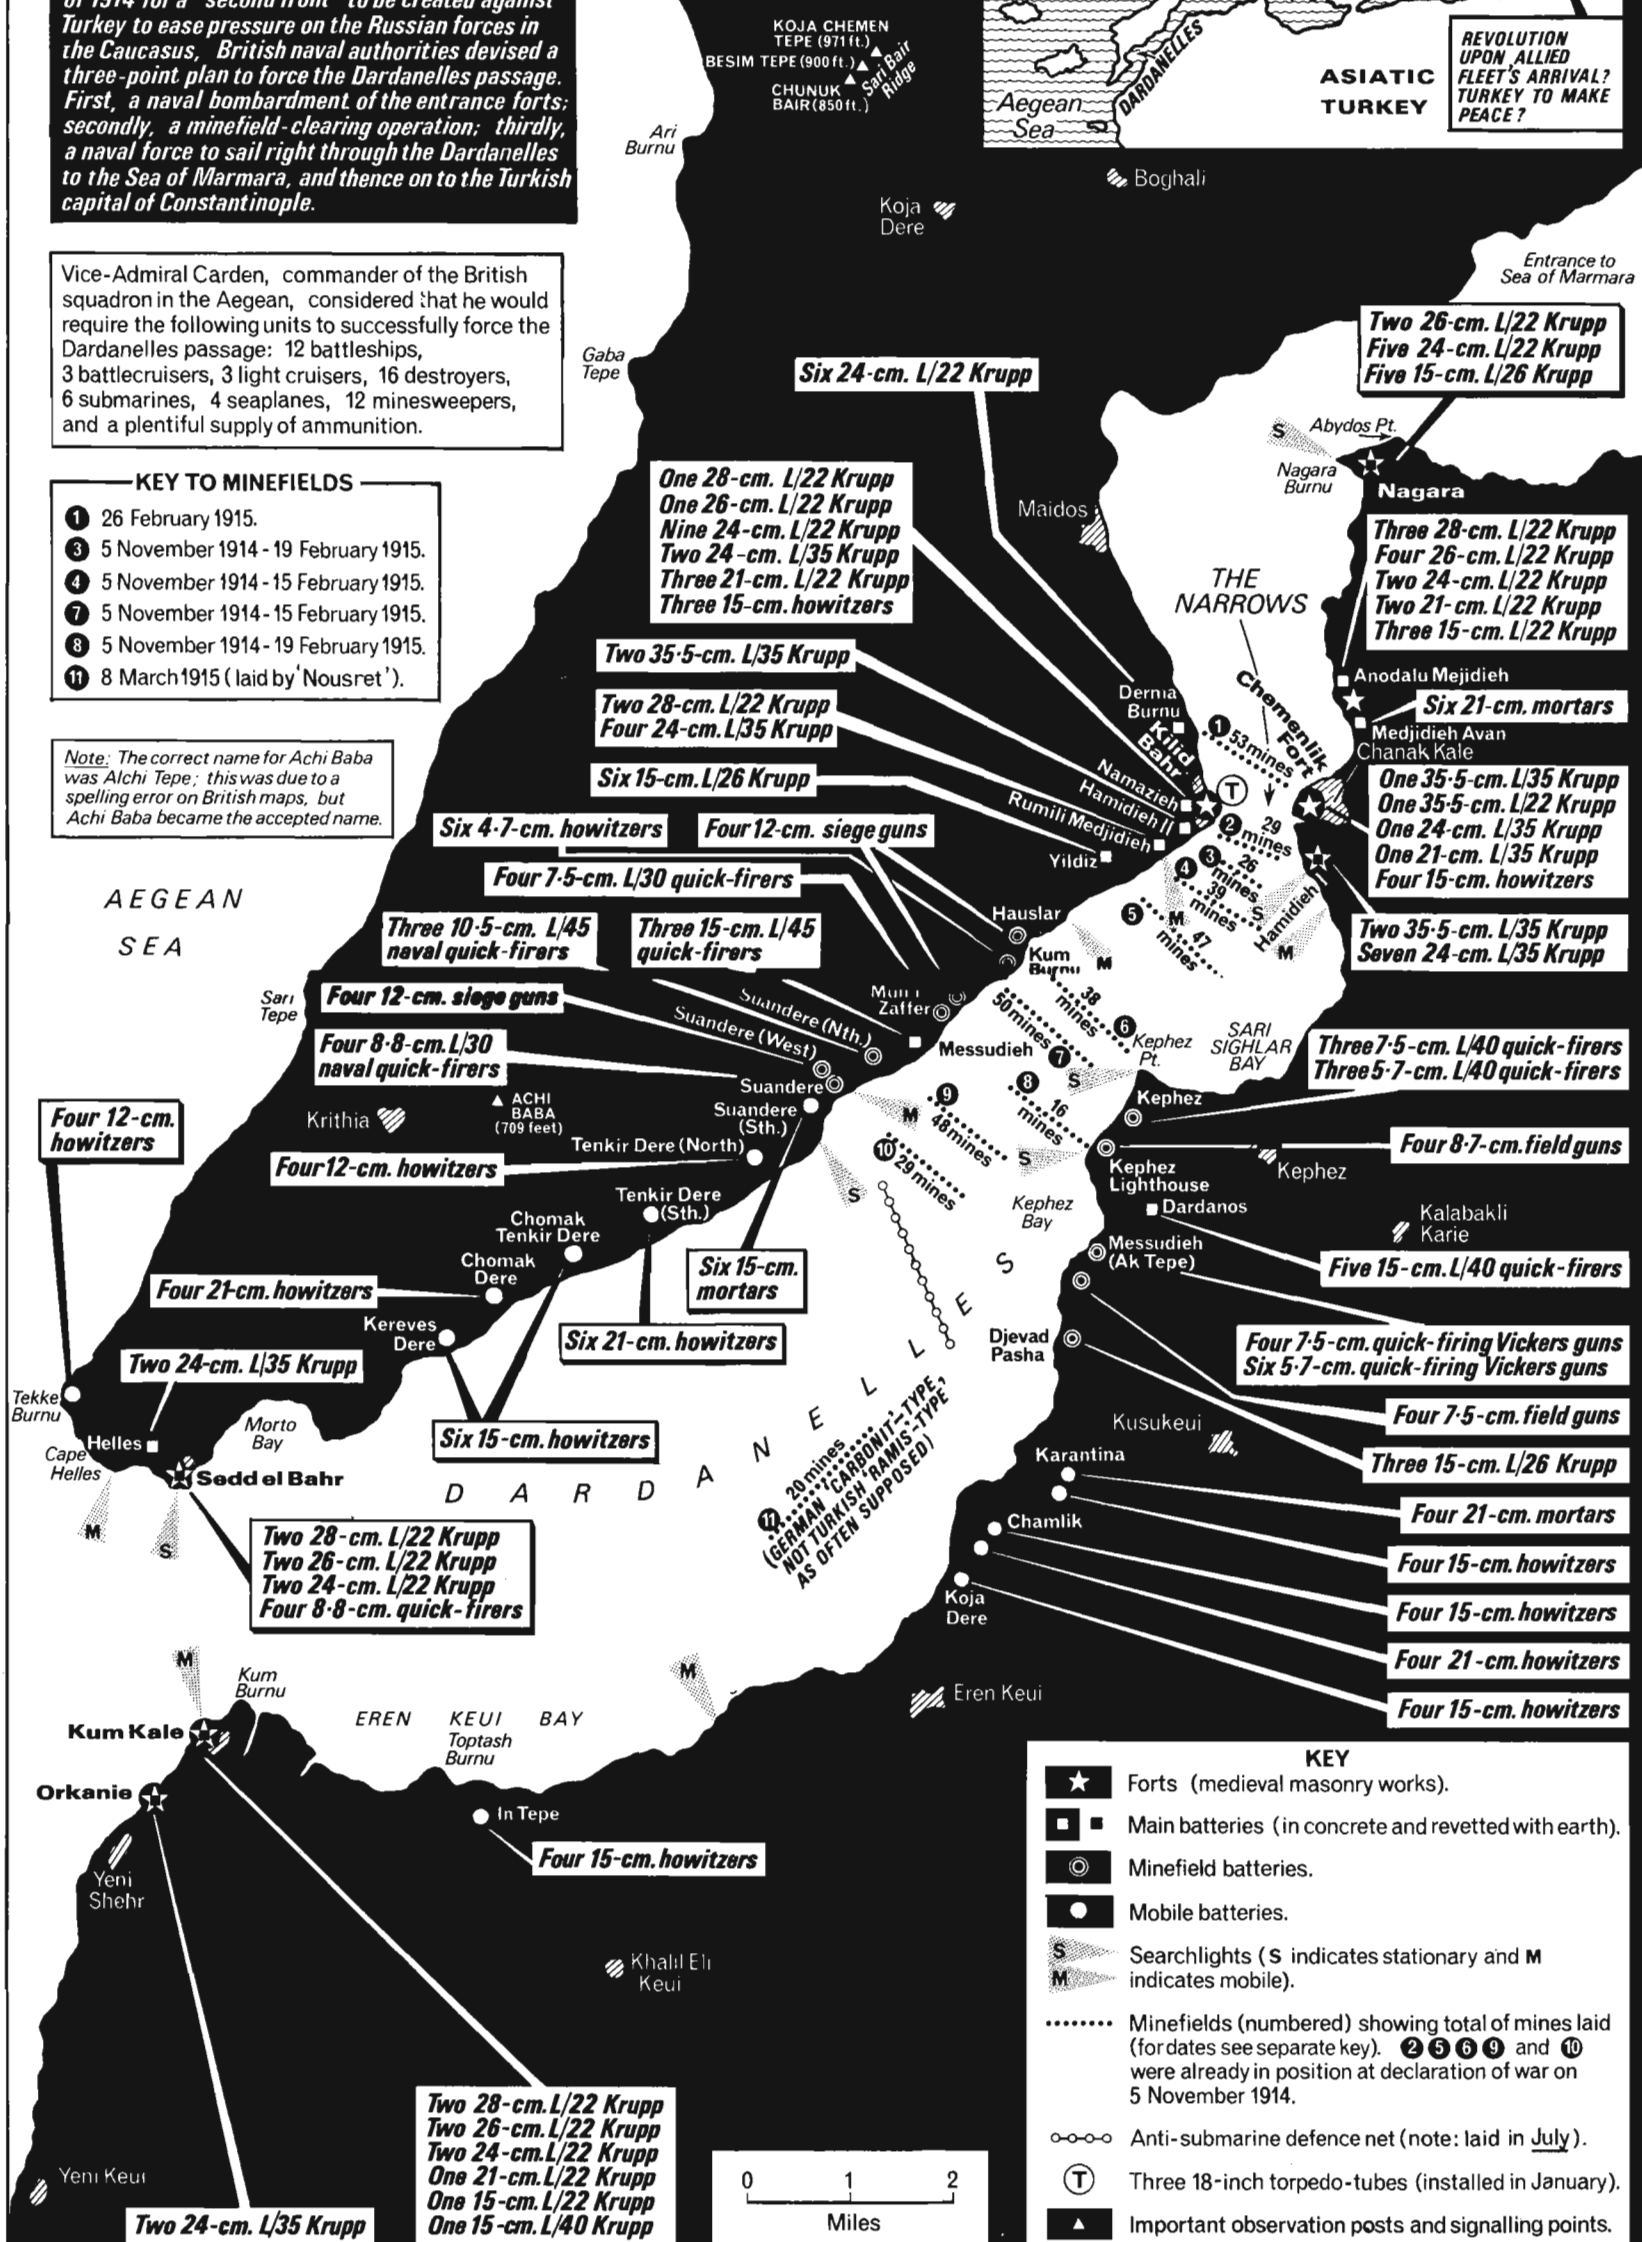 Turkey to ease pressure on the Russian forces in
the Caucasus, British naval authorities devised a
three-point plan to force the Dardanelles passage.
First, a naval bombardment of the entrance forts;
secondly, a minefield-clearing operation; thirdly,
a naval force to sail right through the Dardanelles
to the Sea of Marmara, and thence on to the Turkish
capital of Constantinople.
KOJA CHEMEN
TEPE (971 ft.)
BESIM TEPE (900 ft.)
CHUNUK
BAIR (850 ft.)
Sari Bair
Ridge
Aegean
Sea
DARDANELLES
ASIATIC
TURKEY
REVOLUTION
UPON ALLIED
FLEET'S ARRIVAL?
TURKEY TO MAKE
PEACE?
Ari
Burnu
Boghali
Koja
Dere
Entrance to
Sea of Marmara
Vice-Admiral Carden, commander of the British
squadron in the Aegean, considered that he would
require the following units to successfully force the
Dardanelles passage: 12 battleships,
3 battlecruisers, 3 light cruisers, 16 destroyers,
6 submarines, 4 seaplanes, 12 minesweepers,
and a plentiful supply of ammunition.
Gaba
Tepe
Six 24-cm. L/22 Krupp
Two 26-cm. L/22 Krupp
Five 24-cm. L/22 Krupp
Five 15-cm. L/26 Krupp
S
Abydos Pt.
Nagara
Burnu
Nagara
KEY TO MINEFIELDS
1 26 February 1915.
3 5 November 1914-19 February 1915.
4 5 November 1914-15 February 1915.
7 5 November 1914-15 February 1915.
8 5 November 1914-19 February 1915.
11 8 March 1915 (laid by 'Nousret').
One 28-cm. L/22 Krupp
One 26-cm. L/22 Krupp
Nine 24-cm. L/22 Krupp
Two 24-cm. L/35 Krupp
Three 21-cm. L/22 Krupp
Three 15-cm. howitzers
Maidos
THE
NARROWS
Three 28-cm. L/22 Krupp
Four 26-cm. L/22 Krupp
Two 24-cm. L/22 Krupp
Two 21-cm. L/22 Krupp
Three 15-cm. L/22 Krupp
Two 35·5-cm. L/35 Krupp
Two 28-cm. L/22 Krupp
Four 24-cm. L/35 Krupp
Six 15-cm. L/26 Krupp
Anodalu Mejidieh
Six 21-cm. mortars
Medjidieh Avan
Chanak Kale
Chemenlik
Fort
Derma
Burnu
Kilid
Bahr
Namazieh
Hamidieh II
Rumili Medjidieh
Yildiz
1 53 mines
T
2 29
mines
3 26
mines
4 39
mines
5 47
mines
M
S
Hamidieh
M
One 35·5-cm. L/35 Krupp
One 35·5-cm. L/22 Krupp
One 24-cm. L/35 Krupp
One 21-cm. L/35 Krupp
Four 15-cm. howitzers
Two 35·5-cm. L/35 Krupp
Seven 24-cm. L/35 Krupp
Note: The correct name for Achi Baba
was Alchi Tepe; this was due to a
spelling error on British maps, but
Achi Baba became the accepted name.
Six 4·7-cm. howitzers
Four 12-cm. siege guns
Four 7·5-cm. L/30 quick-firers
Three 10·5-cm. L/45
naval quick-firers
Three 15-cm. L/45
quick-firers
AEGEAN
SEA
Hauslar
Kum
Burnu
M
Zaffer
Sari
Tepe
Four 12-cm. siege guns
Suandere (Nth.)
Suandere (West)
Four 8·8-cm. L/30
naval quick-firers
Messudieh
Suandere
Suandere
(Sth.)
50 mines
7
38
mines
6
Kephez
Pt.
SARI
SIGHLAR
BAY
S
Three 7·5-cm. L/40 quick-firers
Three 5·7-cm. L/40 quick-firers
Four 12-cm.
howitzers
Krithia
ACHI
BABA
(709 feet)
Tenkir Dere (North)
Four 12-cm. howitzers
M
S
9
48 mines
8
16
mines
S
10
29 mines
Kephez
Kephez
Lighthouse
Four 8·7-cm. field guns
Kephez
Kephez
Bay
Dardanos
Kalabakli
Karie
Tenkir Dere
(Sth.)
Chomak
Tenkir Dere
Chomak
Dere
Six 15-cm.
mortars
Messudieh
(Ak Tepe)
Five 15-cm. L/40 quick-firers
Four 21-cm. howitzers
Kereves
Dere
Six 21-cm. howitzers
Djevad
Pasha
Four 7·5-cm. quick-firing Vickers guns
Six 5·7-cm. quick-firing Vickers guns
Two 24-cm. L/35 Krupp
Tekke
Burnu
Helles
Cape
Helles
Morto
Bay
Sedd el Bahr
Six 15-cm. howitzers
DARDANELLES
Four 7·5-cm. field guns
Kusukeui
Three 15-cm. L/26 Krupp
11
20 mines
(GERMAN 'CARBONIT'-TYPE,
NOT TURKISH 'RAMIS-TYPE'
AS OFTEN SUPPOSED)
Karantina
Four 21-cm. mortars
Chamlik
Four 15-cm. howitzers
M
S
Two 28-cm. L/22 Krupp
Two 26-cm. L/22 Krupp
Two 24-cm. L/22 Krupp
Four 8·8-cm. quick-firers
Koja
Dere
Four 15-cm. howitzers
Four 21-cm. howitzers
Four 15-cm. howitzers
M
Kum
Burnu
M
Eren Keui
Kum Kale
EREN KEUI BAY
Toptash
Burnu
Orkanie
In Tepe
Four 15-cm. howitzers
Yeni
Shehr
Khalil Eli
Keui
Yeni Keui
Two 24-cm. L/35 Krupp
Two 28-cm. L/22 Krupp
Two 26-cm. L/22 Krupp
Two 24-cm. L/22 Krupp
One 21-cm. L/22 Krupp
One 15-cm. L/22 Krupp
One 15-cm. L/40 Krupp
0 1 2
Miles
KEY
Forts (medieval masonry works).
Main batteries (in concrete and revetted with earth).
Minefield batteries.
Mobile batteries.
S Searchlights (S indicates stationary and M
M indicates mobile).
Minefields (numbered) showing total of mines laid
(for dates see separate key). 2 5 6 9 and 10
were already in position at declaration of war on
5 November 1914.
Anti-submarine defence net (note: laid in July).
T Three 18-inch torpedo-tubes (installed in January).
Important observation posts and signalling points.